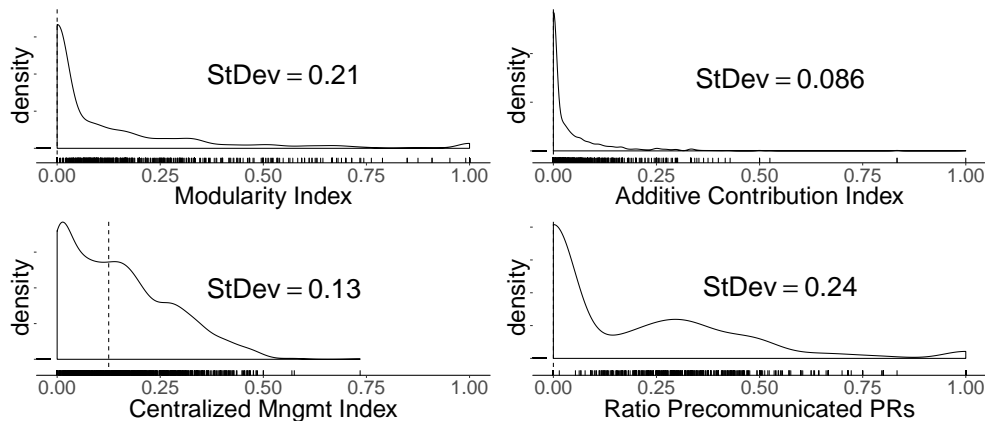 density
StDev = 0.21
0.00 0.25 0.50 0.75 1.00
Modularity Index
density
StDev = 0.086
0.00 0.25 0.50 0.75 1.00
Additive Contribution Index
density
StDev = 0.13
0.00 0.25 0.50 0.75 1.00
Centralized Mngmt Index
density
StDev = 0.24
0.00 0.25 0.50 0.75 1.00
Ratio Precommunicated PRs